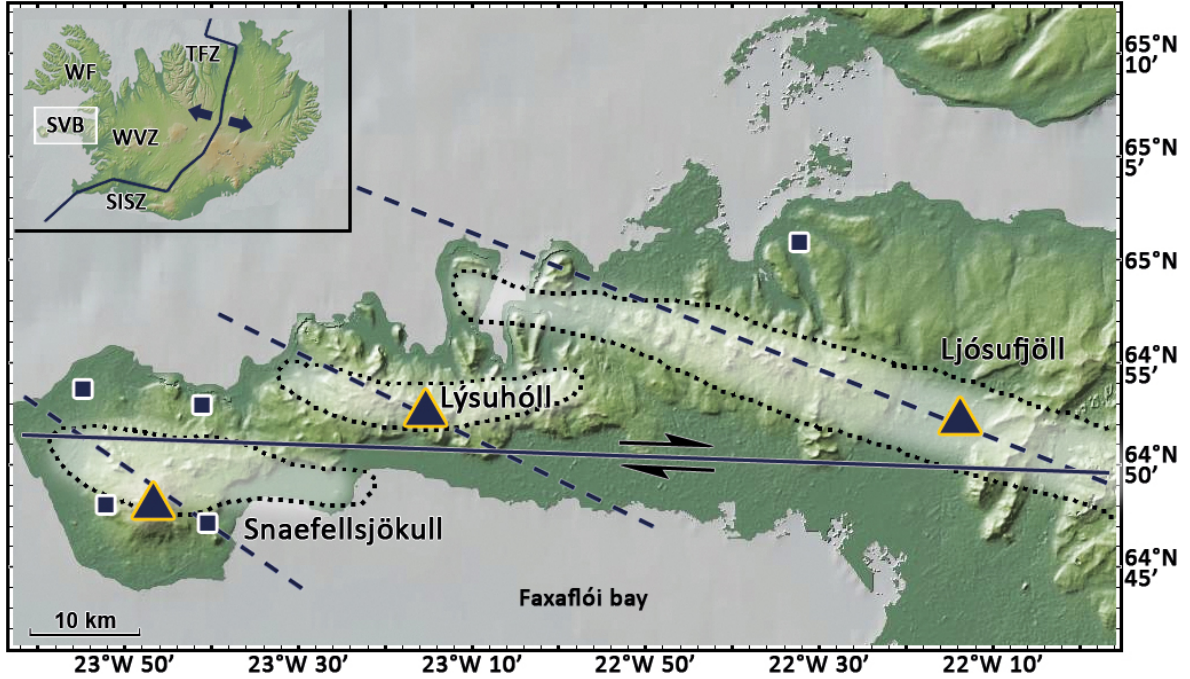 TFZ
WF
SVB
WVZ
SISZ
65°N
10’
65°N
5’
65°N
64°N
55’
64°N
50’
64°N
45’
Ljósufjöll
Lýsuhóll
Snaefellsjökull
Faxaflói bay
10 km
23°W 50’
23°W 30’
23°W 10’
22°W 50’
22°W 30’
22°W 10’